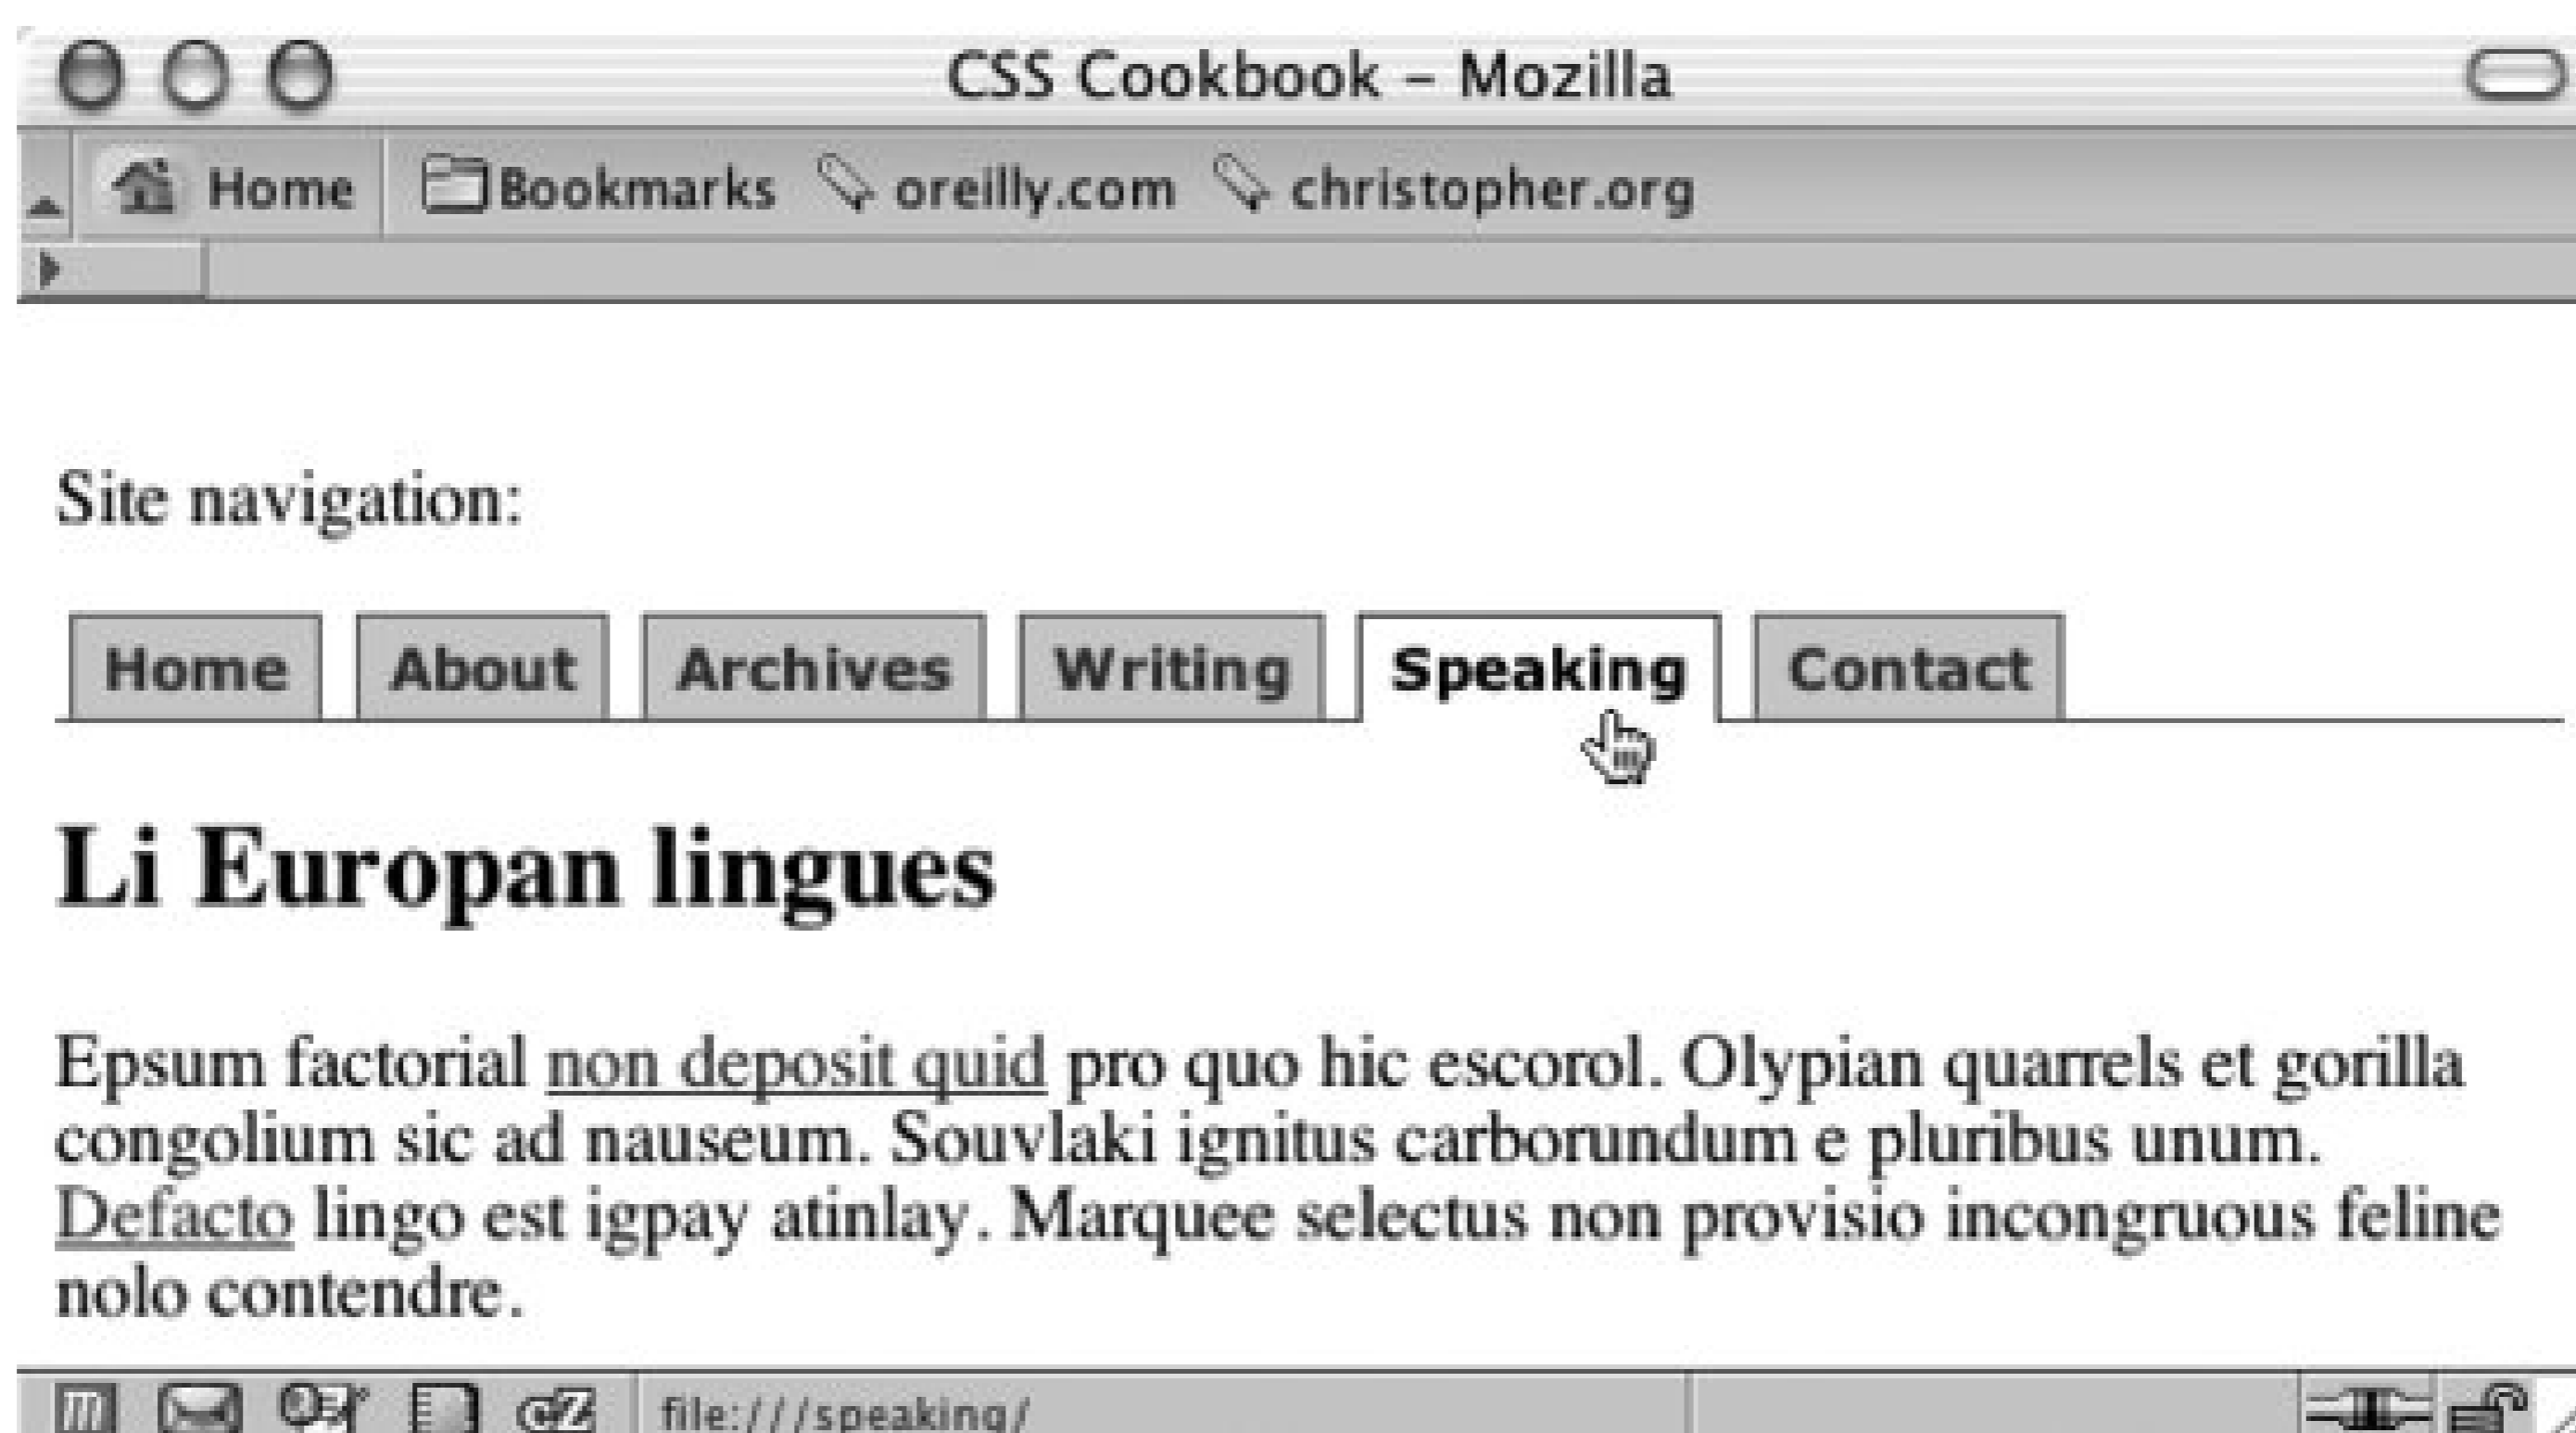 CSS Cookbook – Mozilla
Home Bookmarks oreilly.com christopher.org
Site navigation:
Home About Archives Writing Speaking Contact
Li Europan lingues
Epsum factorial non deposit quid pro quo hic escorol. Olypian quarrels et gorilla
congolium sic ad nauseum. Souvlaki ignitus carborundum e pluribus unum.
Defacto lingo est igpay atinlay. Marquee selectus non provisio incongruous feline
nolo contendre.
m cZ file:///speaking/